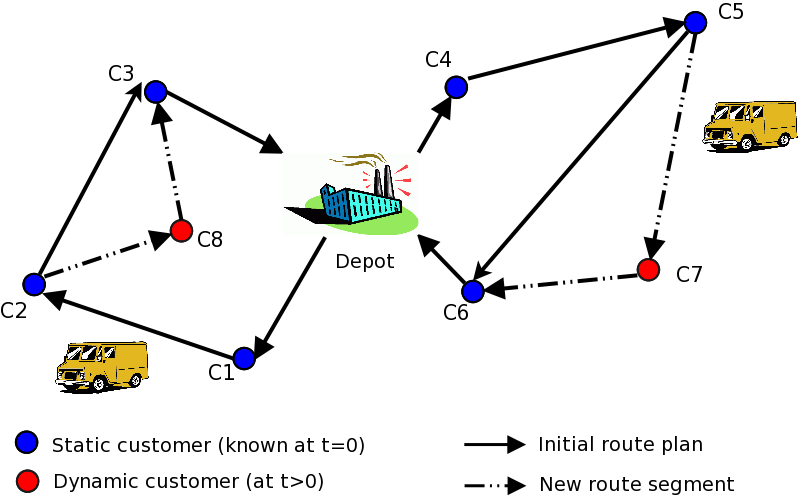 C5
C4
C3
C8
Depot
C7
C2
C6
C1
Static customer (known at t=0)
Initial route plan
Dynamic customer (at t>0)
New route segment